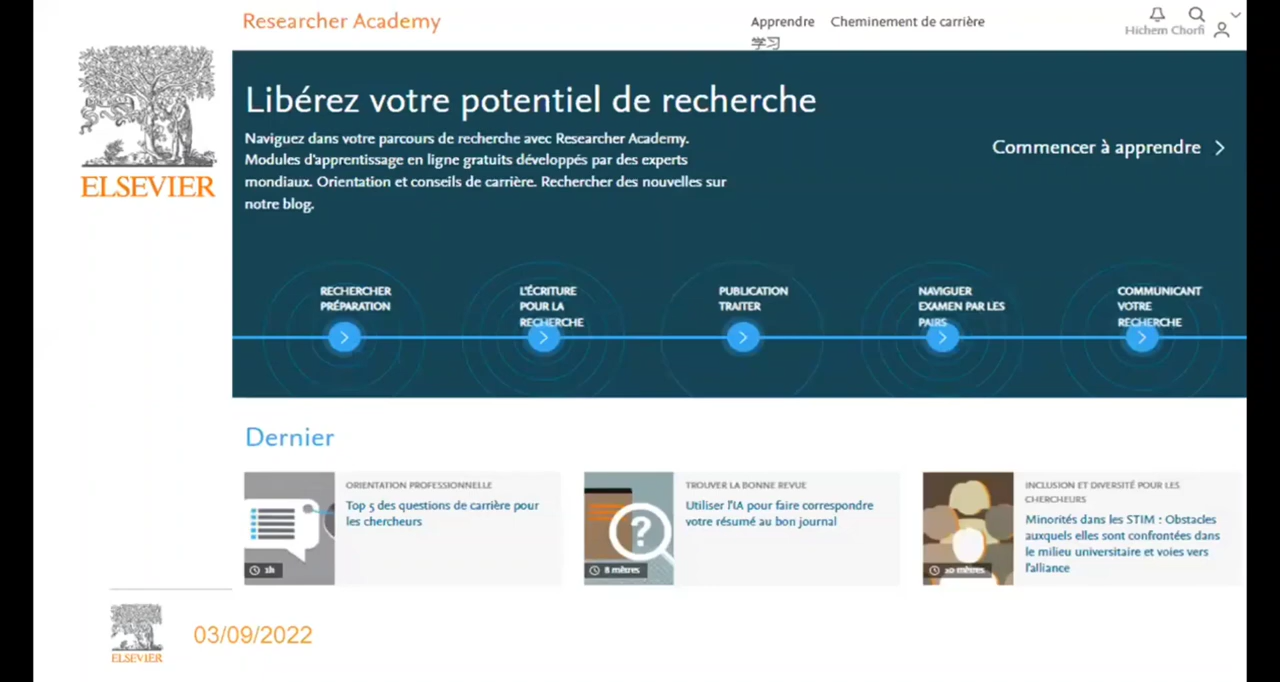 Researcher Academy
Apprendre
Cheminement de carrière
学习
Hichem Chorfi
ELSEVIER
Libérez votre potentiel de recherche
Naviguez dans votre parcours de recherche avec Researcher Academy.
Modules d'apprentissage en ligne gratuits développés par des experts
mondiaux. Orientation et conseils de carrière. Rechercher des nouvelles sur
notre blog.
Commencer à apprendre
RECHERCHER
PRÉPARATION
L'ÉCRITURE
POUR LA
RECHERCHE
PUBLICATION
TRAITER
NAVIGUER
EXAMEN PAR LES
PAIRS
COMMUNICANT
VOTRE
RECHERCHE
Dernier
ORIENTATION PROFESSIONNELLE
Top 5 des questions de carrière pour
les chercheurs
1h
TROUVER LA BONNE REVUE
Utiliser l'IA pour faire correspondre
votre résumé au bon journal
8 mètres
INCLUSION ET DIVERSITÉ POUR LES
CHERCHEURS
Minorités dans les STIM : Obstacles
auxquels elles sont confrontées dans
le milieu universitaire et voies vers
l'alliance
20 mètres
ELSEVIER
03/09/2022